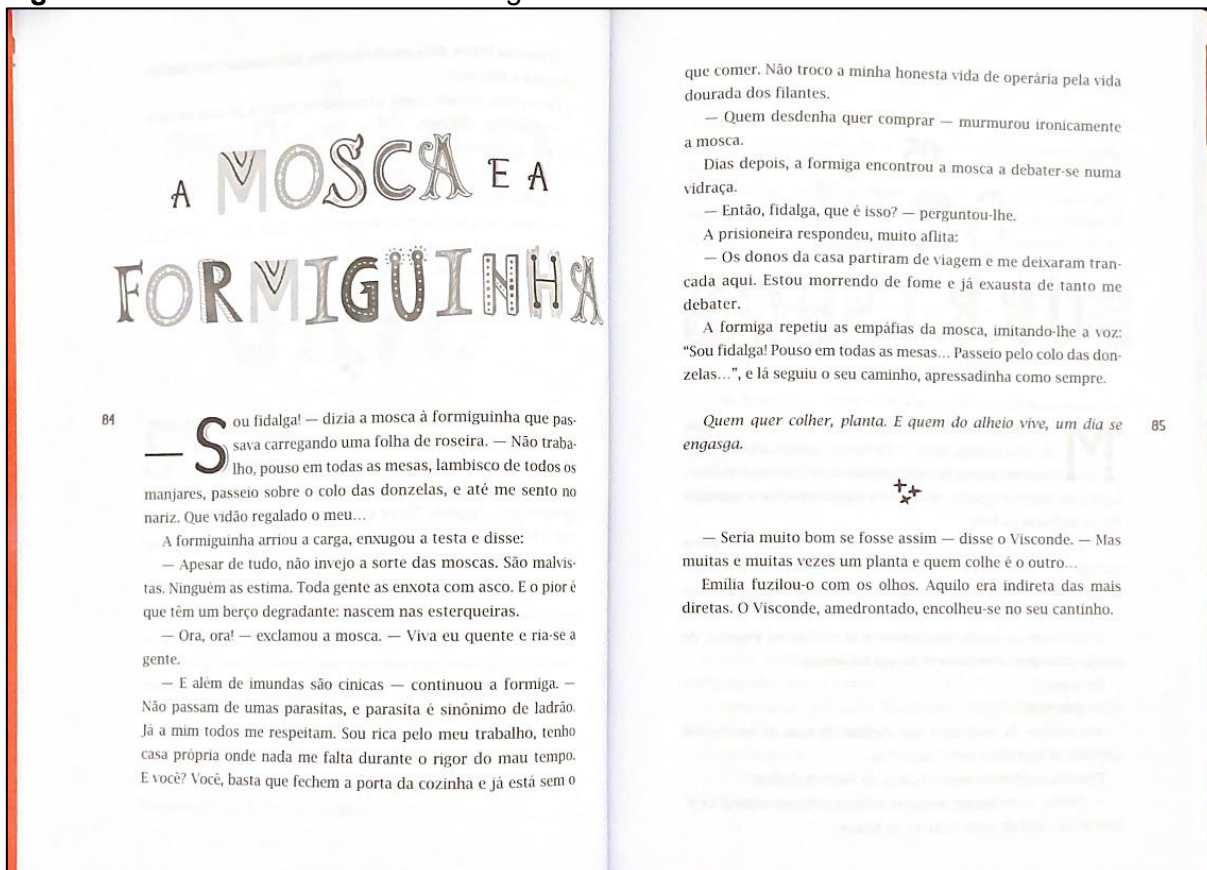 A MOSCA E A
FORMIGUINHA
84
— Sou fidalga! — dizia a mosca à formiguinha que pas-
sava carregando uma folha de roseira. — Não traba-
lho, pouso em todas as mesas, lambisco de todos os
manjares, passeio sobre o colo das donzelas, e até me sento no
nariz. Que vidão regalado o meu...
A formiguinha arriou a carga, enxugou a testa e disse:
— Apesar de tudo, não invejo a sorte das moscas. São malvis-
tas. Ninguém as estima. Toda gente as enxota com asco. E o pior é
que têm um berço degradante: nascem nas esterqueiras.
— Ora, ora! — exclamou a mosca. — Viva eu quente e ria-se a
gente.
— E além de imundas são cínicas — continuou a formiga. —
Não passam de umas parasitas, e parasita é sinônimo de ladrão.
Já a mim todos me respeitam. Sou rica pelo meu trabalho, tenho
casa própria onde nada me falta durante o rigor do mau tempo.
E você? Você, basta que fechem a porta da cozinha e já está sem o
que comer. Não troco a minha honesta vida de operária pela vida
dourada dos filantes.
— Quem desdenha quer comprar — murmurou ironicamente
a mosca.
Dias depois, a formiga encontrou a mosca a debater-se numa
vidraça.
— Então, fidalga, que é isso? — perguntou-lhe.
A prisioneira respondeu, muito aflita:
— Os donos da casa partiram de viagem e me deixaram tran-
cada aqui. Estou morrendo de fome e já exausta de tanto me
debater.
A formiga repetiu as empáfias da mosca, imitando-lhe a voz:
“Sou fidalga! Pouso em todas as mesas... Passeio pelo colo das don-
zelas...”, e lá seguiu o seu caminho, apressadinha como sempre.
Quem quer colher, planta. E quem do alheio vive, um dia se
engasga.
85
— Seria muito bom se fosse assim — disse o Visconde. — Mas
muitas e muitas vezes um planta e quem colhe é o outro...
Emília fuzilou-o com os olhos. Aquilo era indireta das mais
diretas. O Visconde, amedrontado, encolheu-se no seu cantinho.